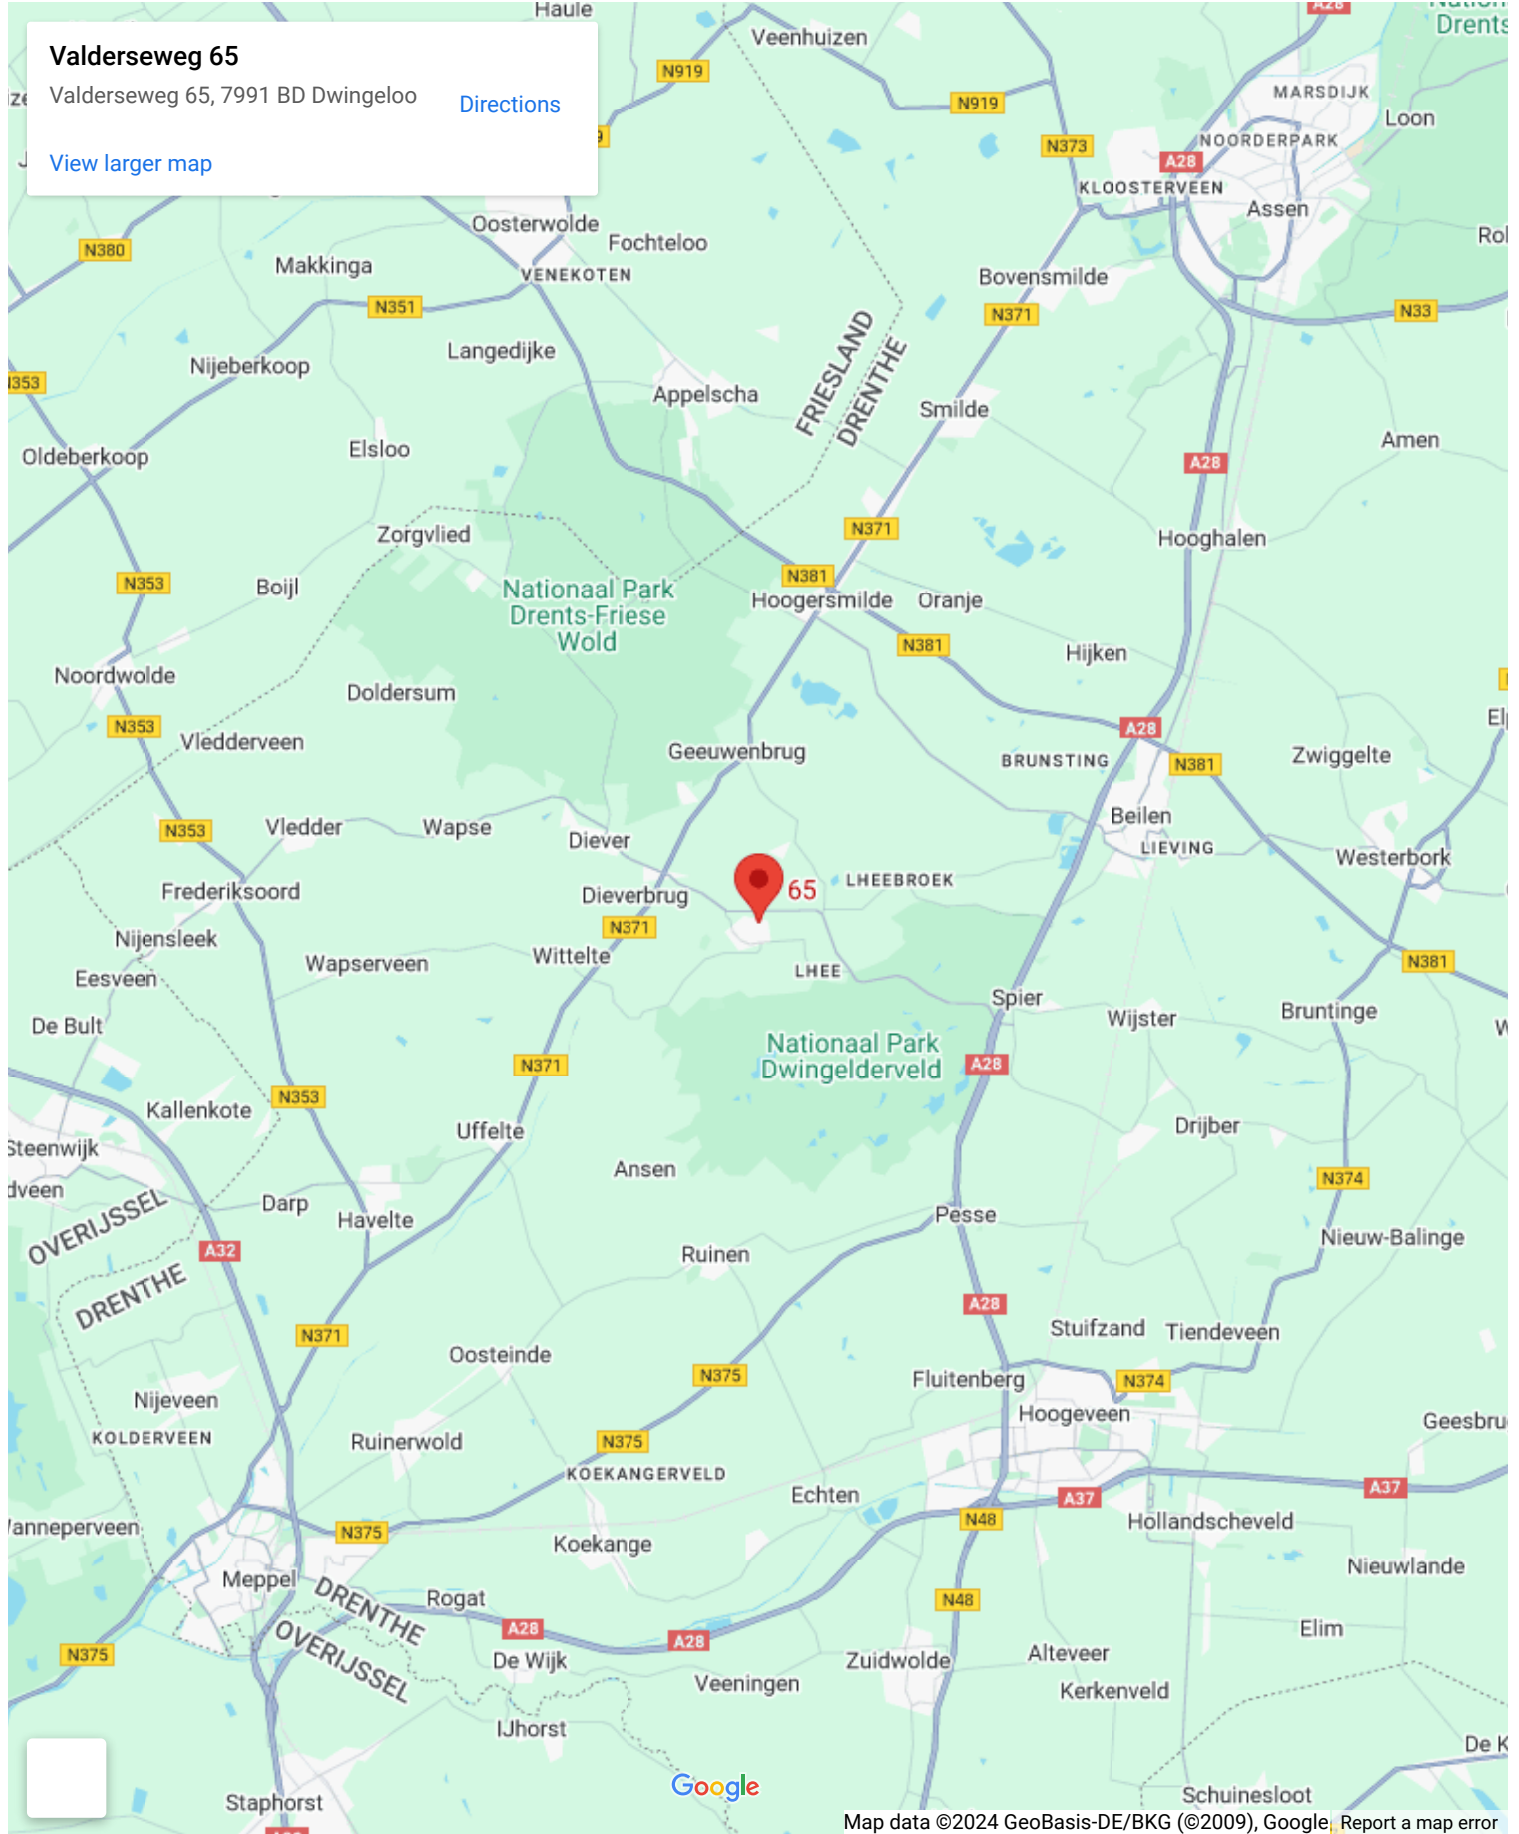 Haule
Veenhuizen
A28
Drents
Valderseweg 65
Valderseweg 65, 7991 BD Dwingeloo
Directions
View larger map
N919
N919
MARSDIJK
Loon
N373
NOORDERPARK
A28
KLOOSTERVEEN
Assen
Oosterwolde
Fochteloo
N380
Makkinga
VENEKOTEN
Bovensmilde
N351
N371
N33
FRIESLAND
DRENTHE
Langedijke
Nijeberkoop
Appelscha
Smilde
Amen
Elsloo
Oldeberkoop
A28
Zorgvlied
N371
Hooghalen
N353
Boijl
Nationaal Park
Drents-Friese
Wold
N381
Hoogersmilde
Oranje
N381
Hijken
Noordwolde
Doldersum
N353
Vledderveen
Geeuwenbrug
A28
BRUNSTING
N381
Zwiggelte
Beilen
LIEVING
N353
Vledder
Wapse
Diever
Westerbork
65
LHEEBROEK
Frederiksoord
Dieverbrug
N371
Nijensleek
Wapserveen
Wittelte
LHEE
N381
Eesveen
Spier
De Bult
Wijster
Bruntinge
Nationaal Park
Dwingelderveld
N371
A28
N353
Kallenkote
Uffelte
Drijber
Steenwijk
Ansen
N374
dveen
OVERIJSSEL
DRENTHE
Darp
Havelte
Pesse
A32
Ruinen
Nieuw-Balinge
A28
N371
Stuifzand
Tiendeveen
Oosteinde
N375
Fluitenberg
N374
Nijeveen
Hoogeveen
Geesbru
KOLDERVEEN
Ruinerwold
N375
KOEKANGERVELD
Echten
A37
A37
N48
Hollandscheveld
anneperveen
N375
Koekange
Nieuwlande
Meppel
DRENTHE
OVERIJSSEL
Rogat
N48
A28
A28
Elim
N375
De Wijk
Zuidwolde
Alteveer
Veeningen
Kerkenveld
IJhorst
De K
Google
Schuinesloot
Staphorst
Map data ©2024 GeoBasis-DE/BKG (©2009), Google
Report a map error